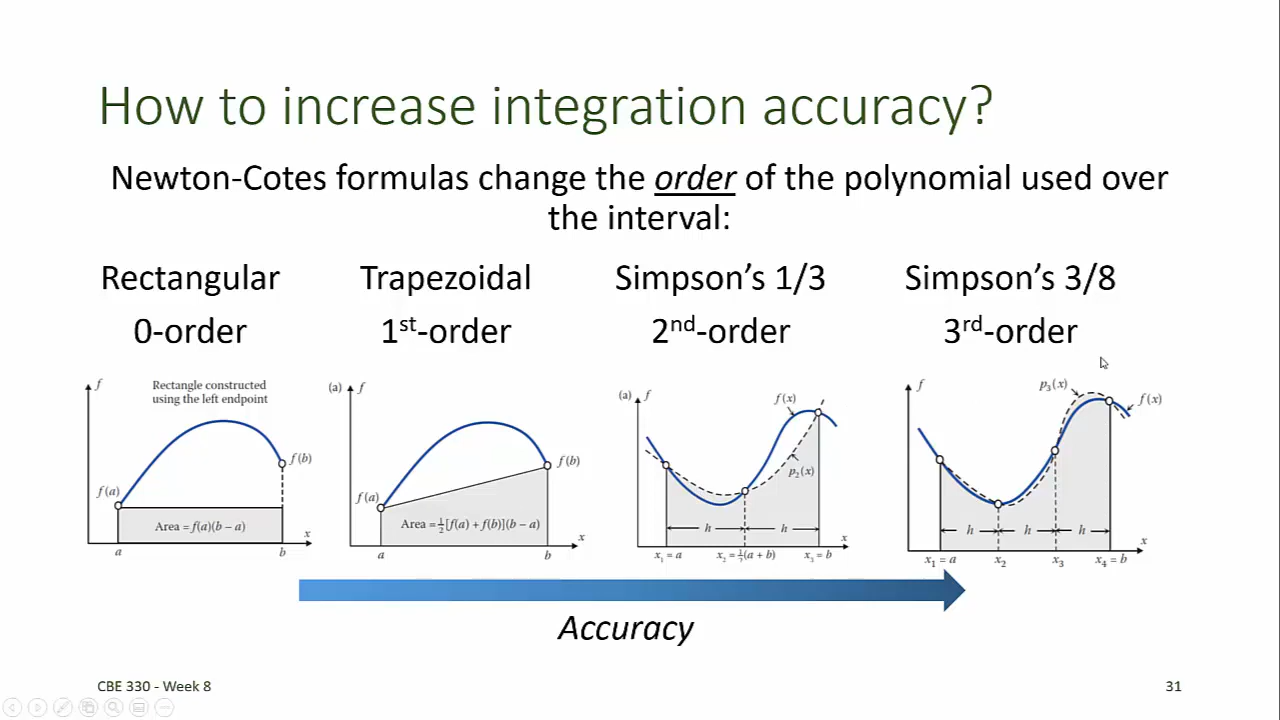 How to increase integration accuracy?
Newton-Cotes formulas change the order of the polynomial used over
the interval:
Rectangular
0-order
Trapezoidal
1st-order
Simpson's 1/3
2nd-order
Simpson's 3/8
3rd-order
f
Rectangle constructed
using the left endpoint
f(b)
f(a)
Area = f(a)(b − a)
x
a
b
(a)
f
f(b)
f(a)
Area = ½[f(a) + f(b)](b − a)
x
a
b
(a)
f
f(x)
p₂(x)
h
h
x
x₁ = a
x₂ = ½(a + b)
x₃ = b
f
p₃(x)
f(x)
h
h
h
x
x₁ = a
x₂
x₃
x₄ = b
Accuracy
CBE 330 - Week 8
31